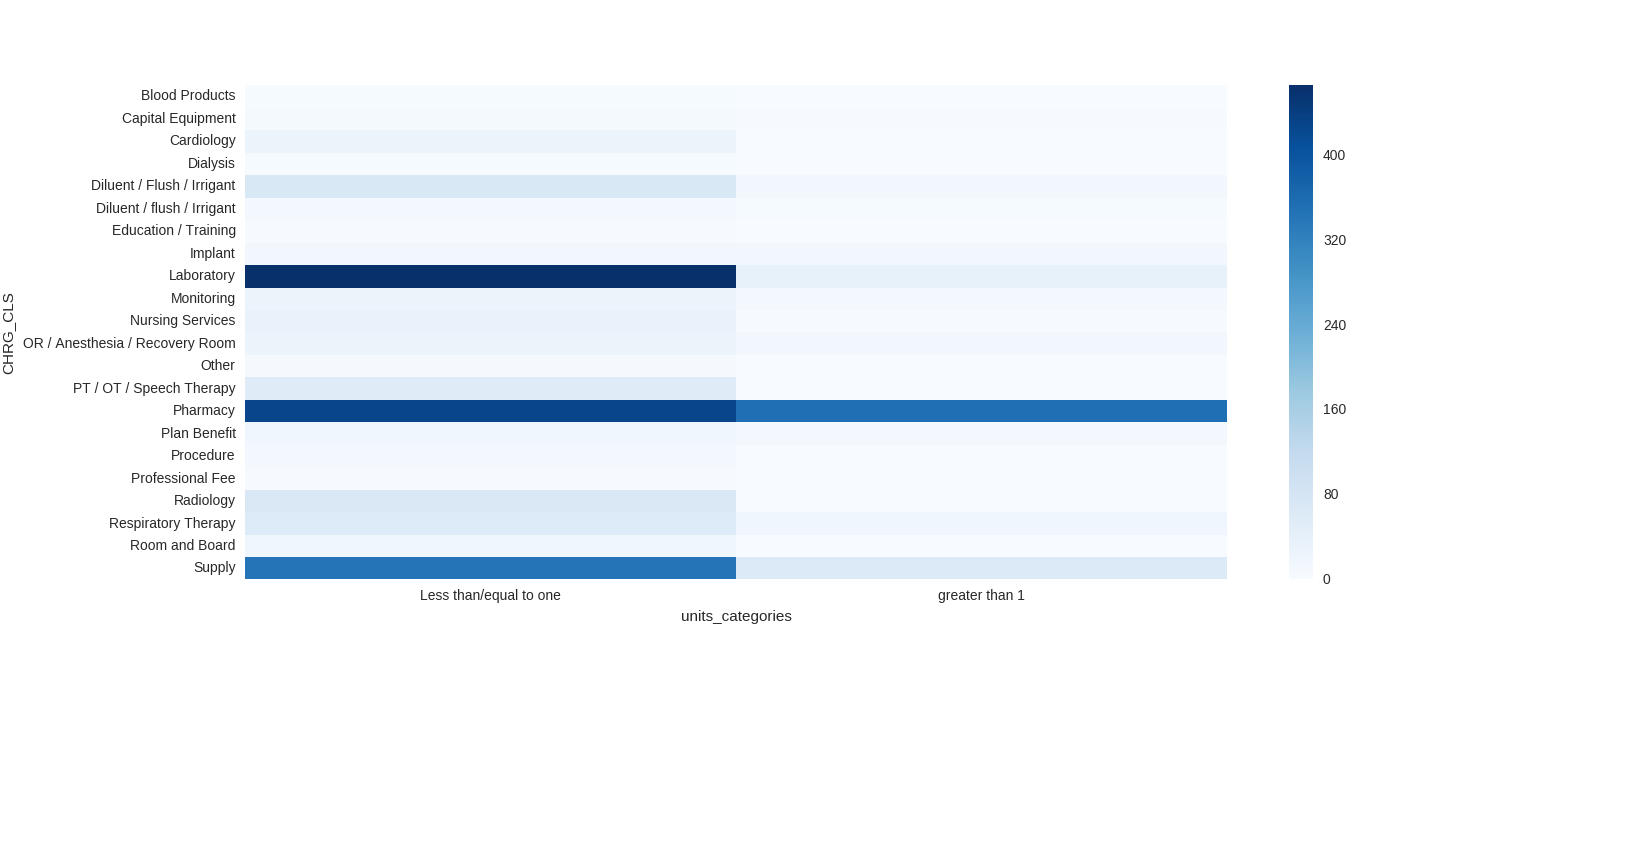 Blood Products
Capital Equipment
Cardiology
Dialysis
Diluent / Flush / Irrigant
Diluent / flush / Irrigant
Education / Training
Implant
Laboratory
Monitoring
Nursing Services
OR / Anesthesia / Recovery Room
Other
PT / OT / Speech Therapy
Pharmacy
Plan Benefit
Procedure
Professional Fee
Radiology
Respiratory Therapy
Room and Board
Supply
CHRG_CLS
Less than/equal to one
greater than 1
units_categories
400
320
240
160
80
0